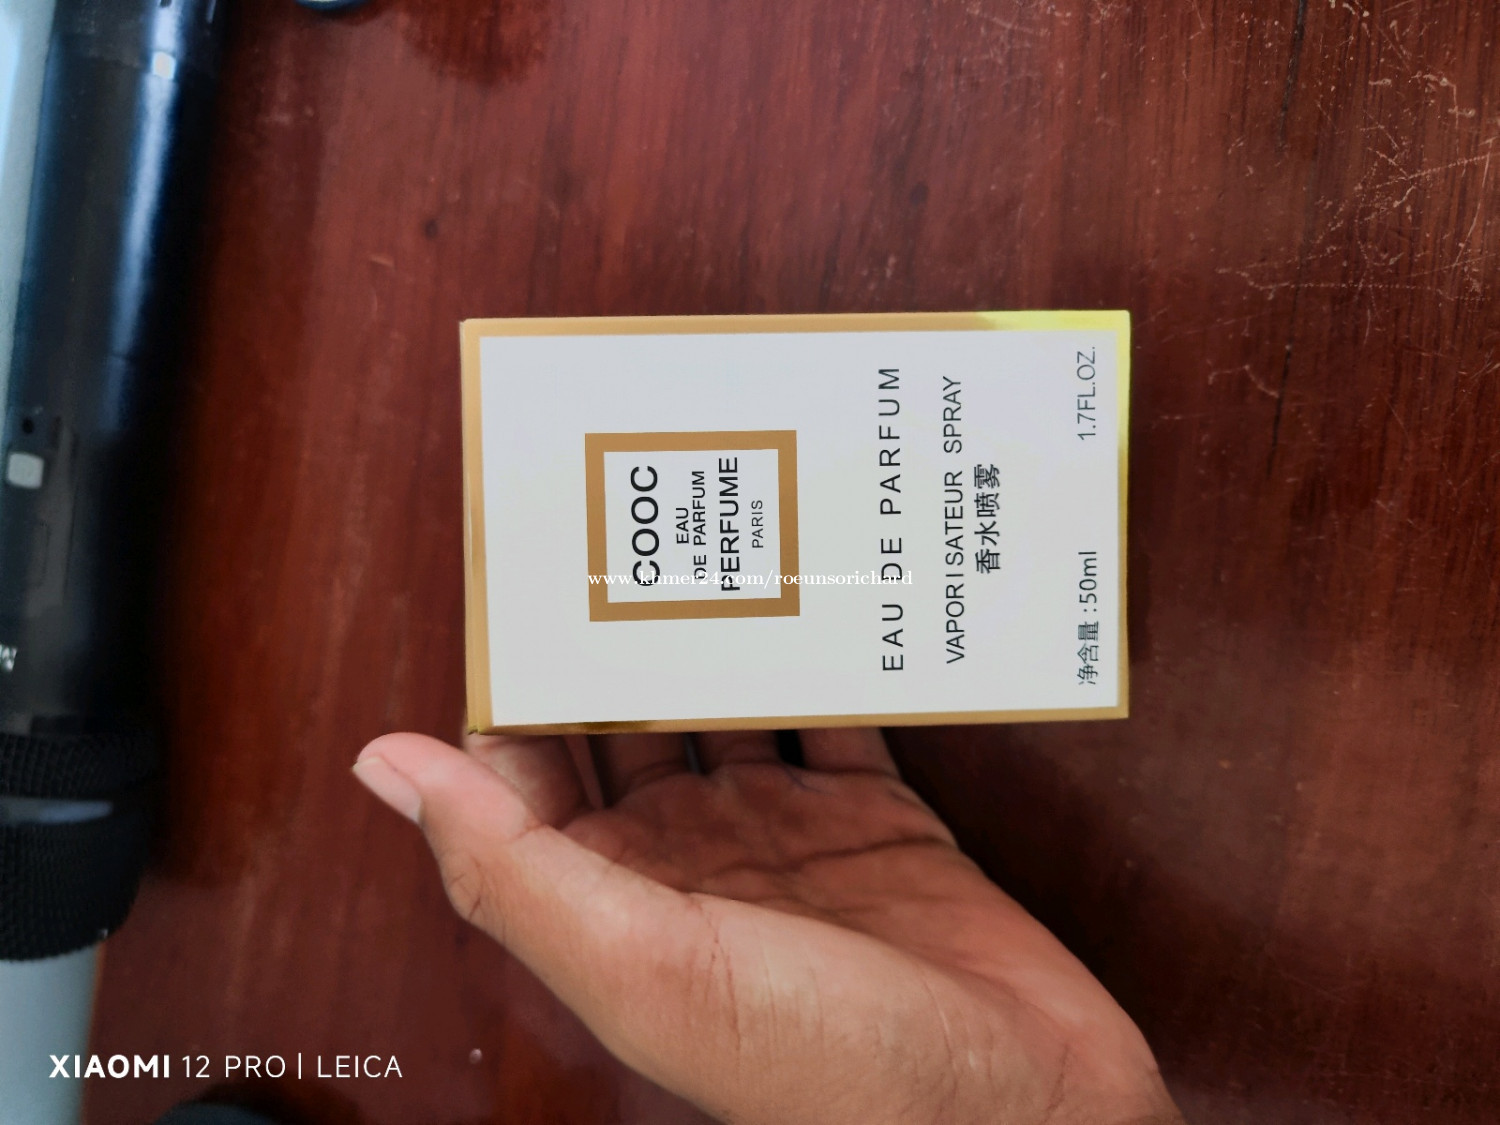 COOC
EAU
DE PARFUM
PERFUME
PARIS
EAU DE PARFUM
VAPORISATEUR SPRAY
香水喷雾
净含量:50ml 1.7FL.OZ.
www.khmer24.com/roeunsorichard
XIAOMI 12 PRO | LEICA